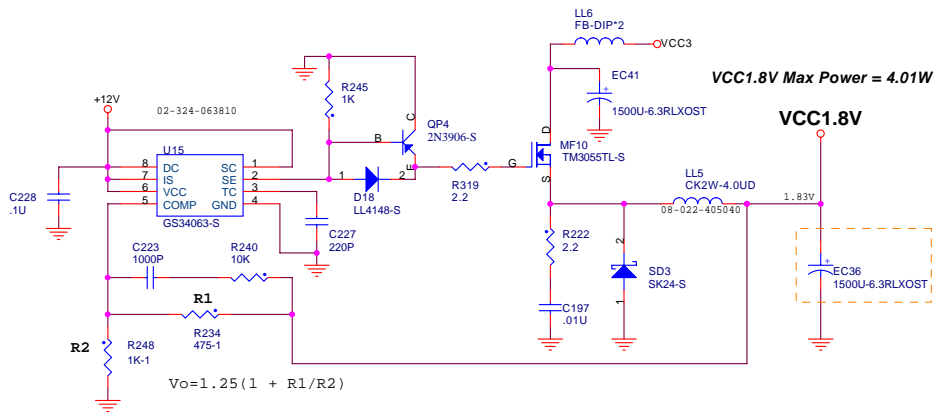 LL6
FB-DIP*2
VCC3
VCC1.8V Max Power = 4.01W
EC41
1500U-6.3RLXOST
VCC1.8V
R245
1K
+12V
02-324-063810
C
QP4
2N3906-S
B
E
D
MF10
TM3055TL-S
G
S
U15
8 DC SC 1
7 IS SE 2
6 VCC TC 3
5 COMP GND 4
GS34063-S
1 2
D18
LL4148-S
R319
2.2
LL5
CK2W-4.0UD
08-022-405040
1.83V
C228
.1U
C227
220P
R222
2.2
C223
1000P
R240
10K
2
SD3
SK24-S
1
EC36
1500U-6.3RLXOST
C197
.01U
R1
R234
475-1
R2
R248
1K-1
Vo=1.25(1 + R1/R2)